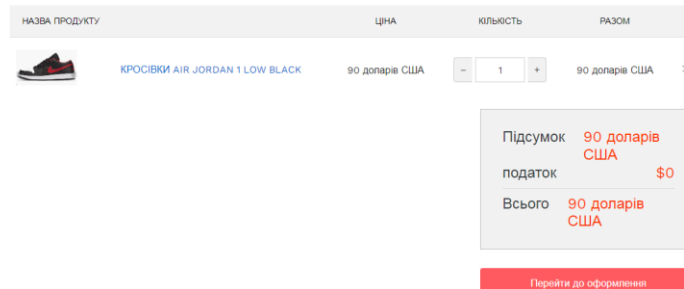 НАЗВА ПРОДУКТУ ЦІНА КІЛЬКІСТЬ РАЗОМ
КРОСІВКИ AIR JORDAN 1 LOW BLACK 90 доларів США - 1 + 90 доларів США
Підсумок 90 доларів
США
податок $0
Всього 90 доларів
США
Перейти до оформлення